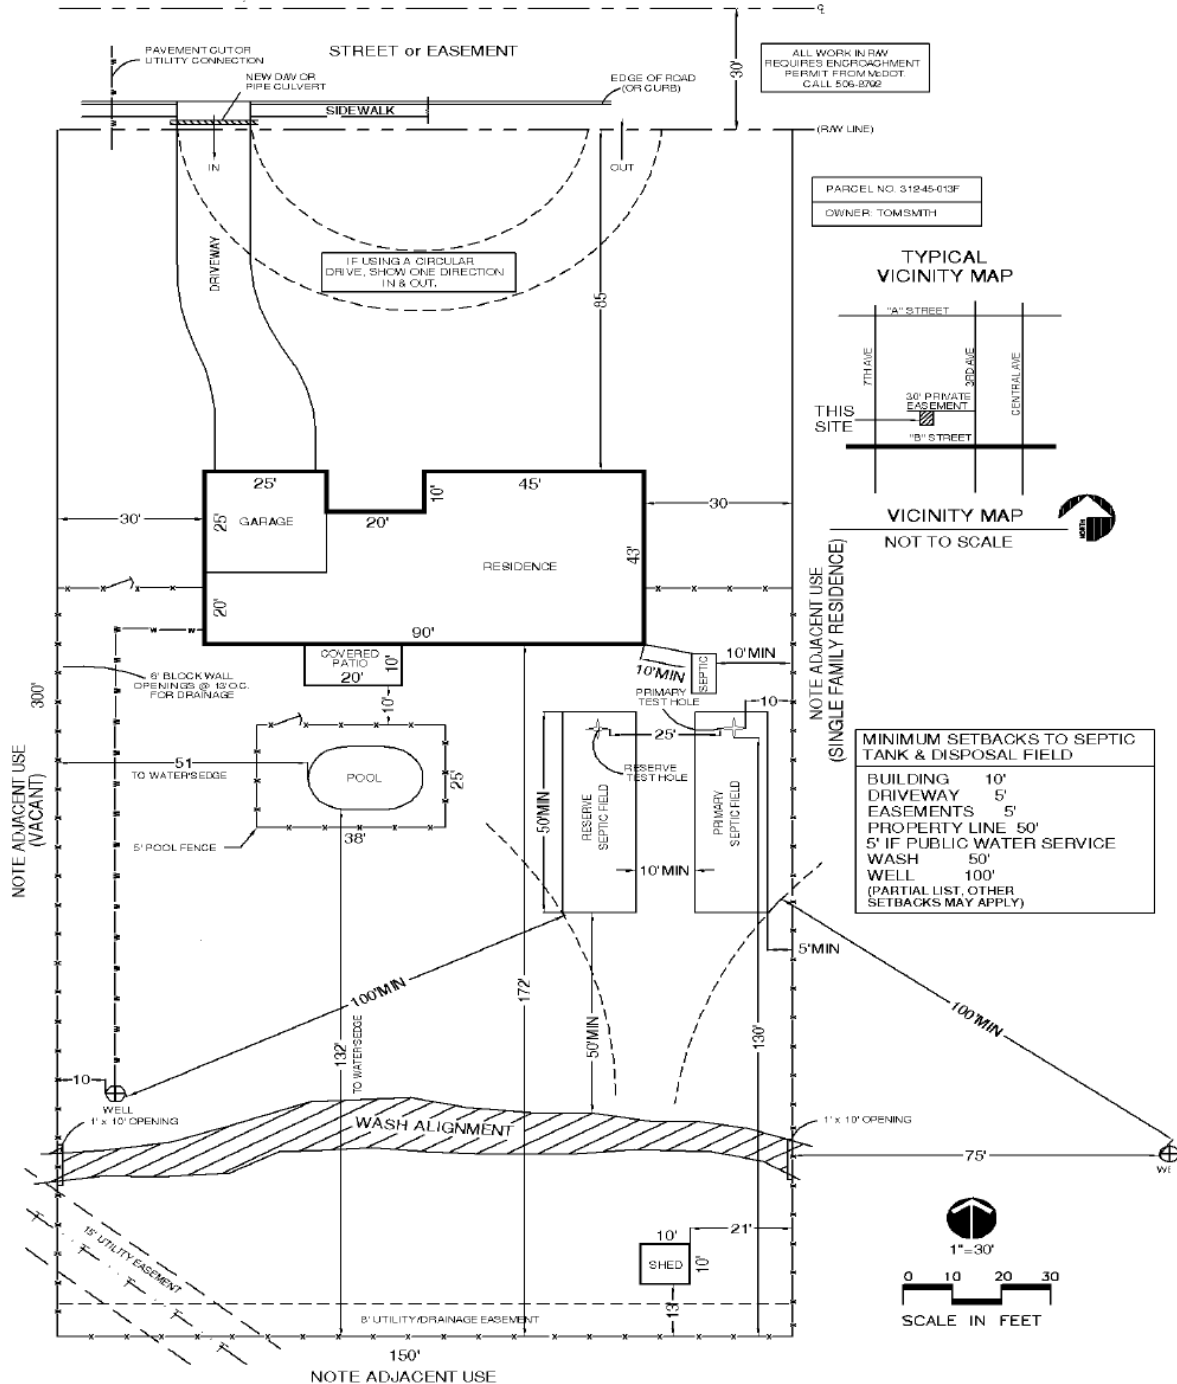 ℄
PAVEMENT CUT OR
UTILITY CONNECTION
STREET or EASEMENT
30'
ALL WORK IN R/W
REQUIRES ENCROACHMENT
PERMIT FROM McDOT.
CALL 506-8798
NEW D/W OR
PIPE CULVERT
EDGE OF ROAD
(OR CURB)
SIDEWALK
(R/W LINE)
IN
OUT
PARCEL NO. 312-45-013F
OWNER: TOM SMITH
DRIVEWAY
IF USING A CIRCULAR
DRIVE, SHOW ONE DIRECTION
IN & OUT.
85
TYPICAL
VICINITY MAP
"A" STREET
7TH AVE
3RD AVE
CENTRAL AVE
30' PRIVATE
EASEMENT
THIS
SITE
"B" STREET
VICINITY MAP
NOT TO SCALE
NORTH
25'
10'
45'
30'
25'
GARAGE
20'
30
RESIDENCE
43'
20'
90'
NOTE ADJACENT USE
(SINGLE FAMILY RESIDENCE)
COVERED
PATIO
20'
10'
10'
10'MIN
10'MIN
SEPTIC
6' BLOCK WALL
OPENINGS @ 13' O.C.
FOR DRAINAGE
300'
PRIMARY
TEST HOLE
10
25'
51
TO WATER'S EDGE
POOL
25'
38'
5' POOL FENCE
RESERVE
TEST HOLE
50'MIN
RESERVE
SEPTIC FIELD
PRIMARY
SEPTIC FIELD
10'MIN
NOTE ADJACENT USE
(VACANT)
MINIMUM SETBACKS TO SEPTIC
TANK & DISPOSAL FIELD
BUILDING 10'
DRIVEWAY 5'
EASEMENTS 5'
PROPERTY LINE 50'
5' IF PUBLIC WATER SERVICE
WASH 50'
WELL 100'
(PARTIAL LIST, OTHER
SETBACKS MAY APPLY)
5'MIN
100'MIN
100'MIN
172'
50'MIN
130'
132'
TO WATER'S EDGE
10
WELL
1' x 10' OPENING
WASH ALIGNMENT
1' x 10' OPENING
75'
WE
15' UTILITY EASEMENT
10'
21'
SHED
10'
13'
8' UTILITY/DRAINAGE EASEMENT
1"=30'
0 10 20 30
SCALE IN FEET
150'
NOTE ADJACENT USE